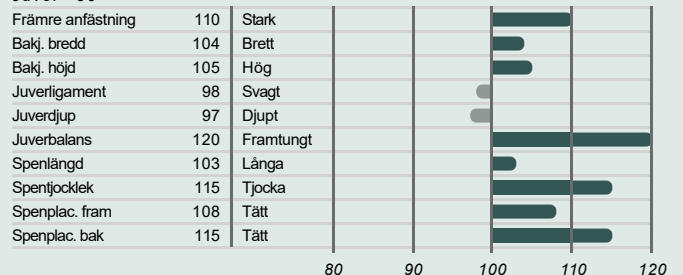 Främre anfästning 110 Stark
Bakj. bredd 104 Brett
Bakj. höjd 105 Hög
Juverligament 98 Svagt
Juverdjup 97 Djupt
Juverbalans 120 Framtungt
Spenlängd 103 Långa
Spentjocklek 115 Tjocka
Spenplac. fram 108 Tätt
Spenplac. bak 115 Tätt
80 90 100 110 120